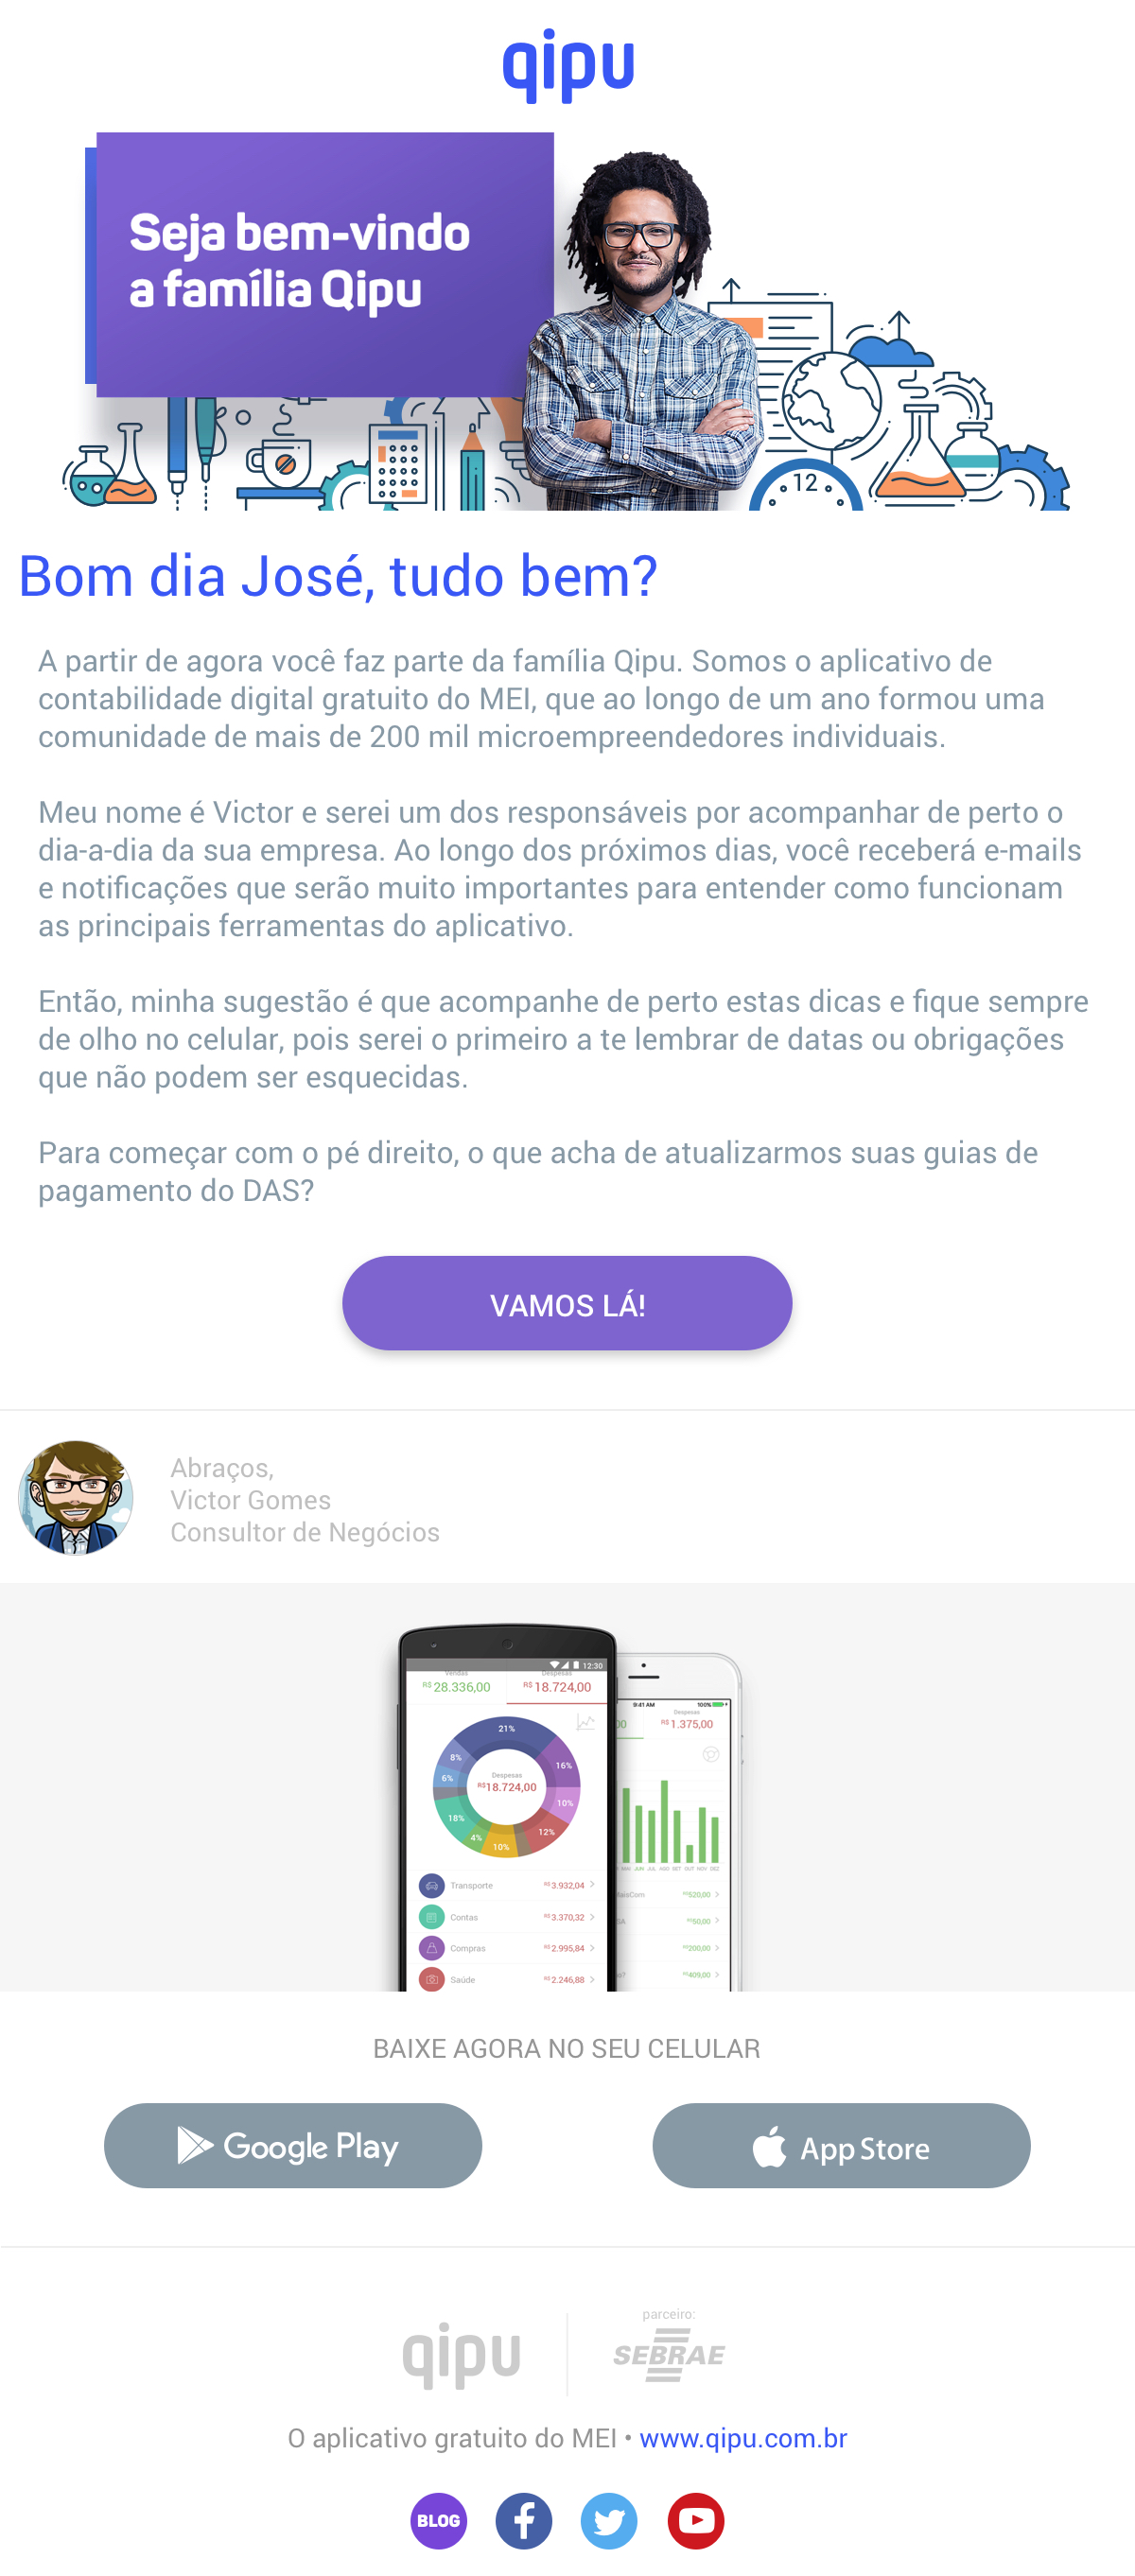 qipu
Seja bem-vindo
a família Qipu
12
Bom dia José, tudo bem?
A partir de agora você faz parte da família Qipu. Somos o aplicativo de
contabilidade digital gratuito do MEI, que ao longo de um ano formou uma
comunidade de mais de 200 mil microempreendedores individuais.
Meu nome é Victor e serei um dos responsáveis por acompanhar de perto o
dia-a-dia da sua empresa. Ao longo dos próximos dias, você receberá e-mails
e notificações que serão muito importantes para entender como funcionam
as principais ferramentas do aplicativo.
Então, minha sugestão é que acompanhe de perto estas dicas e fique sempre
de olho no celular, pois serei o primeiro a te lembrar de datas ou obrigações
que não podem ser esquecidas.
Para começar com o pé direito, o que acha de atualizarmos suas guias de
pagamento do DAS?
VAMOS LÁ!
Abraços,
Victor Gomes
Consultor de Negócios
12:30
Vendas Despesas
R$ 28.336,00 R$ 18.724,00
21%
8% 16%
6%
Despesas
R$18.724,00
10%
18% 12%
4%
10%
Transporte R$ 3.932,04
Contas R$ 3.370,32
Compras R$ 2.995,84
Saúde R$ 2.246,88
9:41 AM 100%
Despesas
00 R$ 1.375,00
MAI JUN JUL AGO SET OUT NOV DEZ
MaisCom R$520,00
SA R$50,00
R$200,00
o? R$409,00
BAIXE AGORA NO SEU CELULAR
Google Play
App Store
parceiro:
qipu
SEBRAE
O aplicativo gratuito do MEI • www.qipu.com.br
BLOG